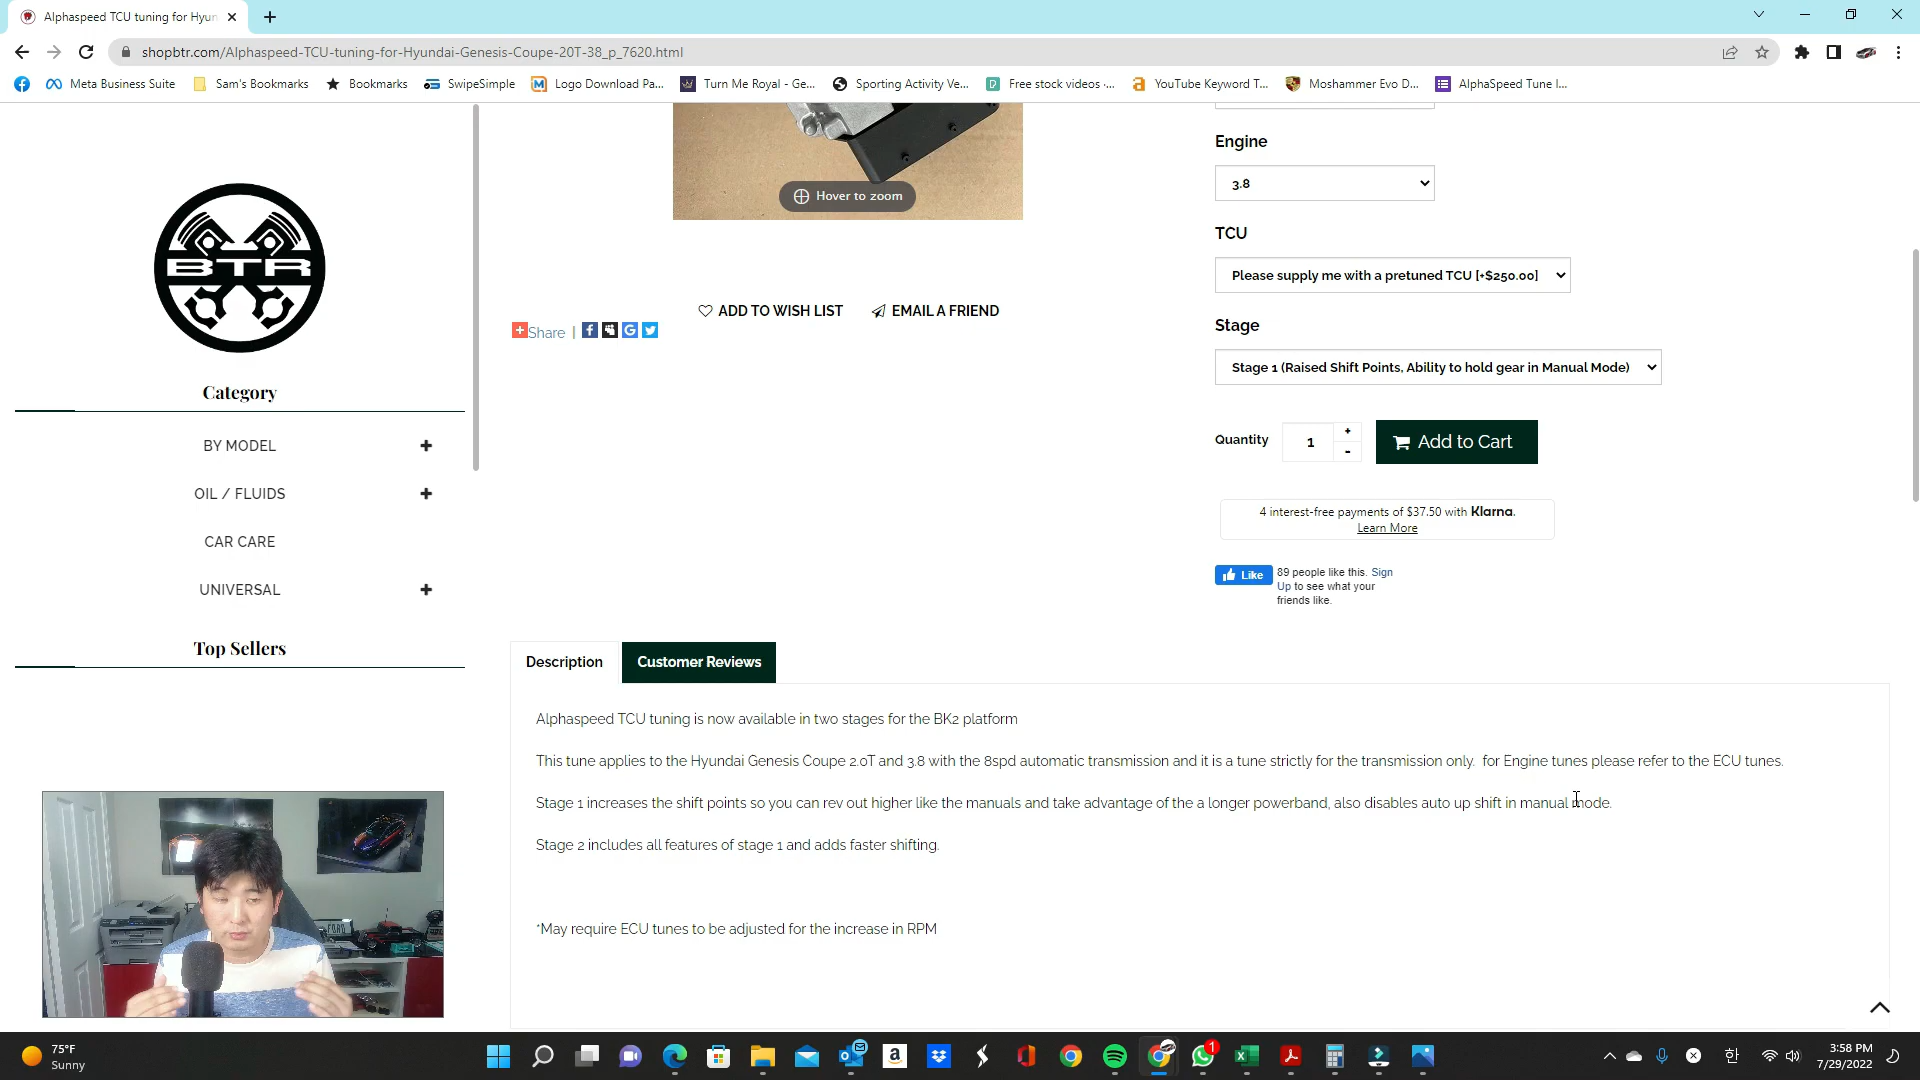 Alphaspeed TCU tuning for Hyun
shopbtr.com/Alphaspeed-TCU-tuning-for-Hyundai-Genesis-Coupe-20T-38_p_7620.html
Meta Business Suite
Sam's Bookmarks
Bookmarks
SwipeSimple
Logo Download Pa...
Turn Me Royal - Ge...
Sporting Activity Ve...
Free stock videos -...
YouTube Keyword T...
Moshammer Evo D...
AlphaSpeed Tune I...
BTR
Category
BY MODEL
OIL / FLUIDS
CAR CARE
UNIVERSAL
Top Sellers
Hover to zoom
ADD TO WISH LIST
EMAIL A FRIEND
Share |
Engine
3.8
TCU
Please supply me with a pretuned TCU [+$250.00]
Stage
Stage 1 (Raised Shift Points, Ability to hold gear in Manual Mode)
Quantity
1
+
-
Add to Cart
4 interest-free payments of $37.50 with Klarna.
Learn More
Like
89 people like this. Sign
Up to see what your
friends like.
Description
Customer Reviews
Alphaspeed TCU tuning is now available in two stages for the BK2 platform
This tune applies to the Hyundai Genesis Coupe 2.0T and 3.8 with the 8spd automatic transmission and it is a tune strictly for the transmission only.  for Engine tunes please refer to the ECU tunes.
Stage 1 increases the shift points so you can rev out higher like the manuals and take advantage of the a longer powerband, also disables auto up shift in manual mode.
Stage 2 includes all features of stage 1 and adds faster shifting.
*May require ECU tunes to be adjusted for the increase in RPM
FORD
75°F
Sunny
1
한
3:58 PM
7/29/2022